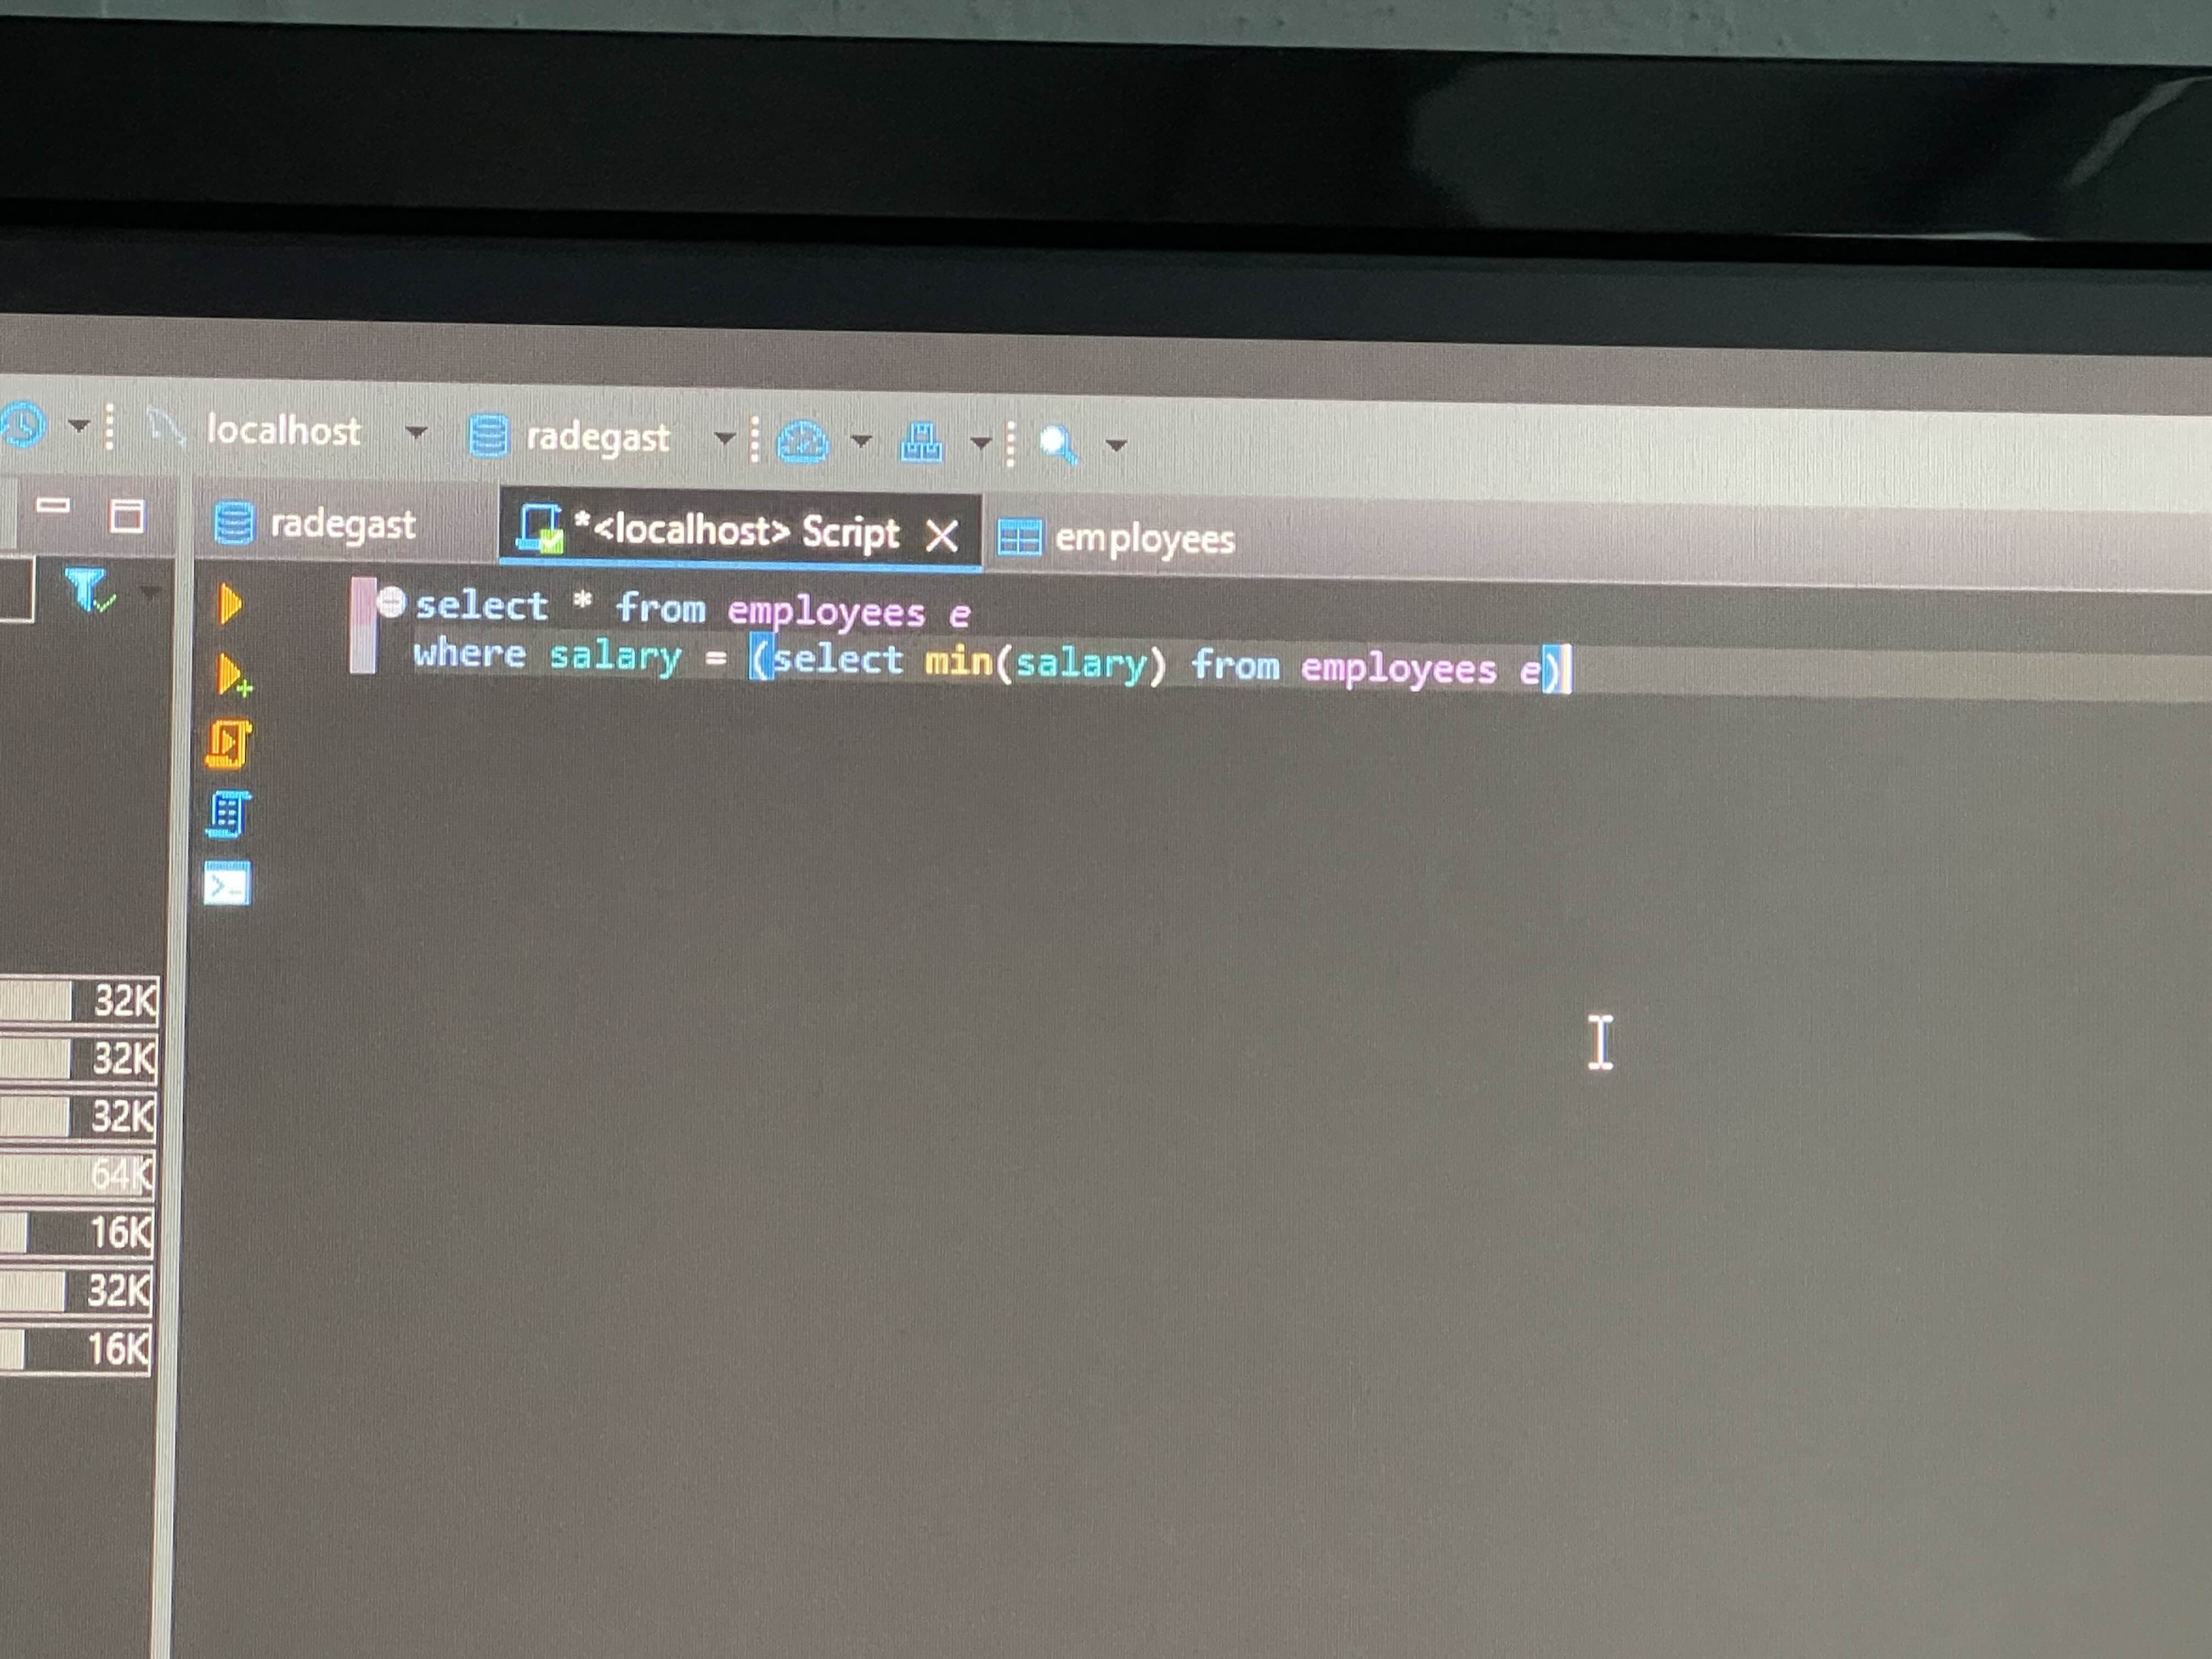 localhost radegast
radegast *<localhost> Script employees
select * from employees e
where salary = (select min(salary) from employees e)
32K
32K
32K
64K
16K
32K
16K